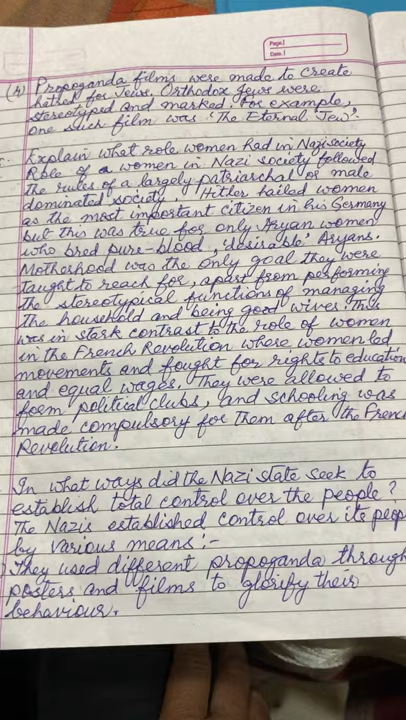 Page.:
Date.:
(4) Propoganda films were made to create
hatred for Jews. Orthodox Jews were
stereotyped and marked. For example,
one such film was 'The Eternal Jew'.
Explain what role women had in Nazi society
Role of a women in Nazi society followed
the rules of a largely patriarchal or male
dominated society. Hitler hailed women
as the most important citizen in his Germany
but this was true for only Aryan women
who bred pure-blood, 'desirable' Aryans.
Motherhood was the only goal they were
taught to reach for, apart from performing
the stereotypical functions of managing
the household and being good wives. This
was in stark contrast to the role of women
in the French Revolution whose women led
movements and fought for rights to education
and equal wages. They were allowed to
form political clubs, and schooling was
made compulsory for them after the French
Revolution.
In what ways did the Nazi state seek to
establish total control over the people?
The Nazis established control over its peop
by various means:-
They used different propoganda through
posters and films to glorify their
behaviour.